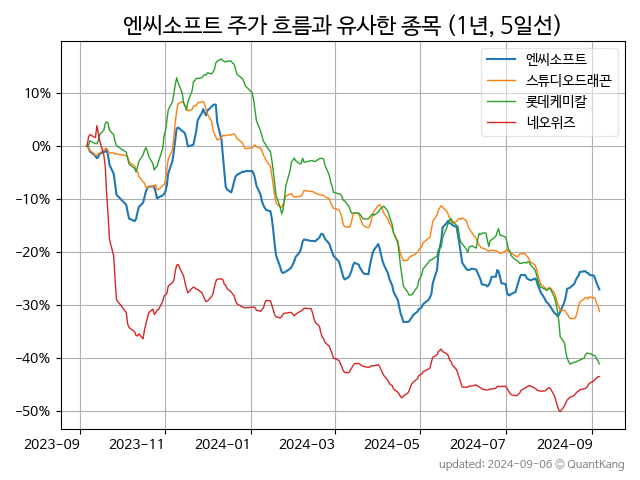 엔씨소프트 주가 흐름과 유사한 종목 (1년, 5일선)
엔씨소프트
스튜디오드래곤
롯데케미칼
네오위즈
10%
0%
−10%
−20%
−30%
−40%
−50%
2023-09 2023-11 2024-01 2024-03 2024-05 2024-07 2024-09
updated: 2024-09-06 © QuantKang